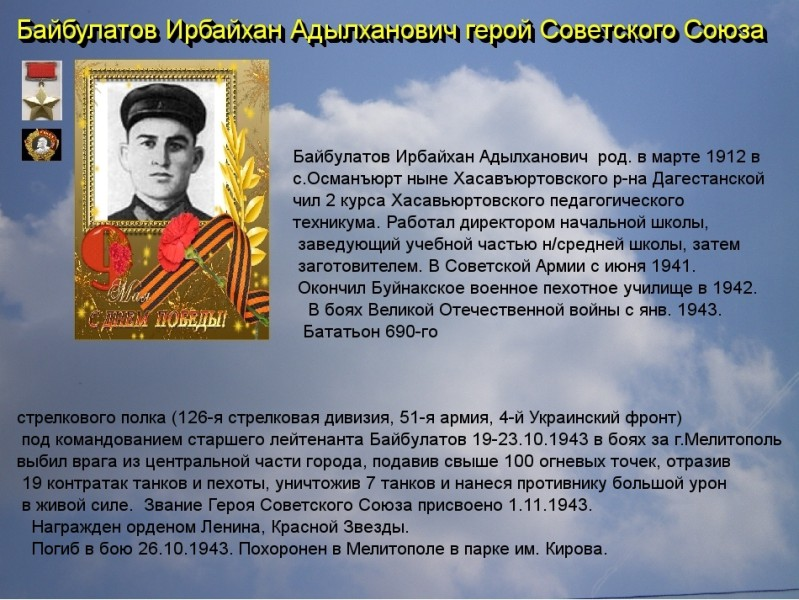 Байбулатов Ирбайхан Адылханович герой Советского Союза
9
Мая
С ДНЕМ ПОБЕДЫ!
Байбулатов Ирбайхан Адылханович род. в марте 1912 в
с.Османъюрт ныне Хасавъюртовского р-на Дагестанской
чил 2 курса Хасавьюртовского педагогического
техникума. Работал директором начальной школы,
заведующий учебной частью н/средней школы, затем
заготовителем. В Советской Армии с июня 1941.
Окончил Буйнакское военное пехотное училище в 1942.
В боях Великой Отечественной войны с янв. 1943.
Бататьон 690-го
стрелкового полка (126-я стрелковая дивизия, 51-я армия, 4-й Украинский фронт)
под командованием старшего лейтенанта Байбулатов 19-23.10.1943 в боях за г.Мелитополь
выбил врага из центральной части города, подавив свыше 100 огневых точек, отразив
19 контратак танков и пехоты, уничтожив 7 танков и нанеся противнику большой урон
в живой силе. Звание Героя Советского Союза присвоено 1.11.1943.
Награжден орденом Ленина, Красной Звезды.
Погиб в бою 26.10.1943. Похоронен в Мелитополе в парке им. Кирова.